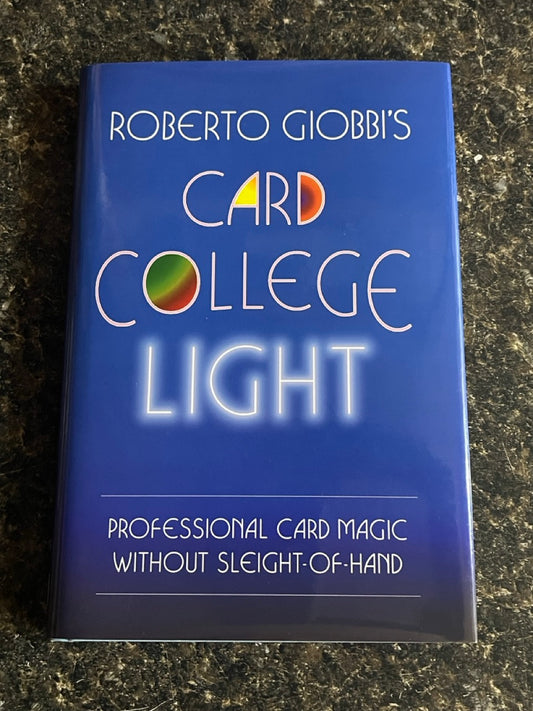 ROBERTO GIOBBI'S
CARD
COLLEGE
LIGHT
PROFESSIONAL CARD MAGIC
WITHOUT SLEIGHT-OF-HAND